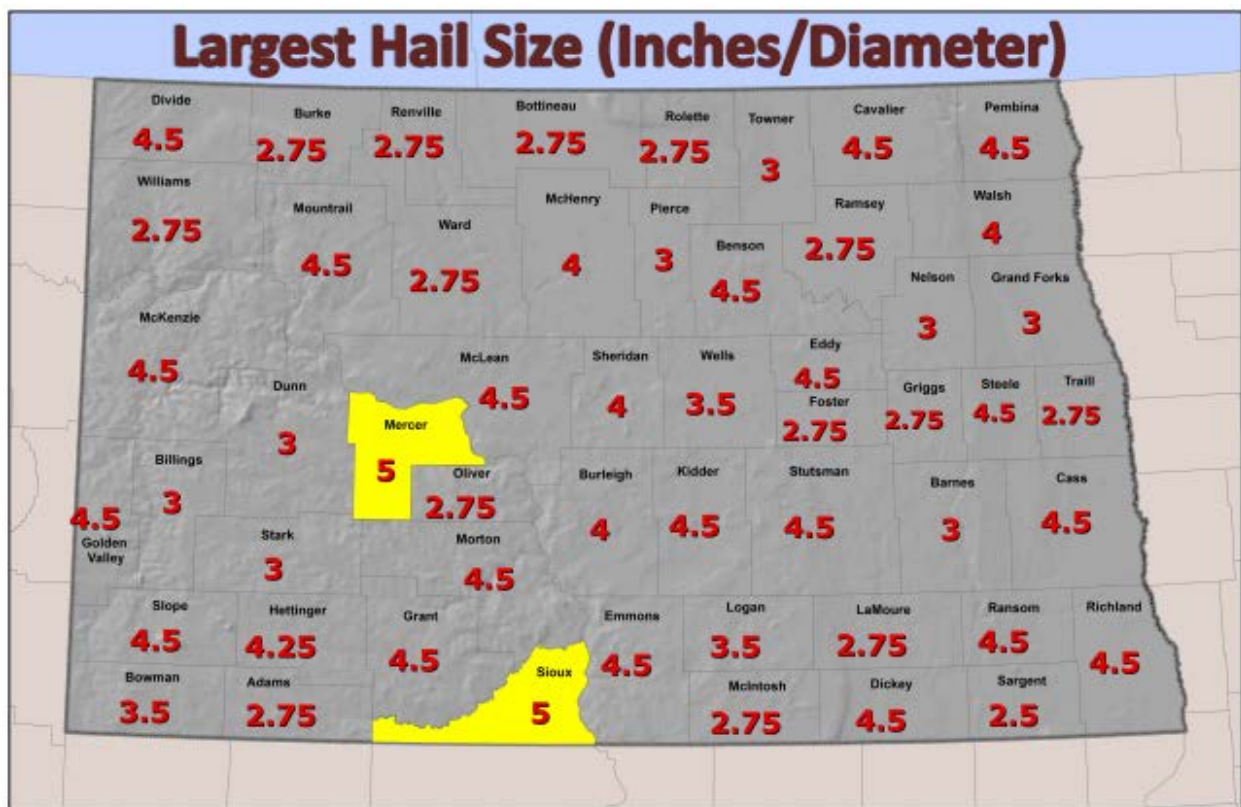 Largest Hail Size (Inches/Diameter)
Divide
4.5
Burke
2.75
Renville
2.75
Bottineau
2.75
Rolette
2.75
Towner
3
Cavalier
4.5
Pembina
4.5
Williams
2.75
Mountrail
4.5
Ward
2.75
McHenry
4
Pierce
3
Benson
4.5
Ramsey
2.75
Walsh
4
Nelson
3
Grand Forks
3
McKenzie
4.5
Dunn
3
McLean
4.5
Sheridan
4
Wells
3.5
Eddy
4.5
Foster
2.75
Griggs
2.75
Steele
4.5
Traill
2.75
Mercer
5
Oliver
2.75
Billings
3
4.5
Golden
Valley
Stark
3
Morton
4.5
Burleigh
4
Kidder
4.5
Stutsman
4.5
Barnes
3
Cass
4.5
Slope
4.5
Hettinger
4.25
Grant
4.5
Emmons
4.5
Logan
3.5
LaMoure
2.75
Ransom
4.5
Richland
4.5
Bowman
3.5
Adams
2.75
Sioux
5
McIntosh
2.75
Dickey
4.5
Sargent
2.5